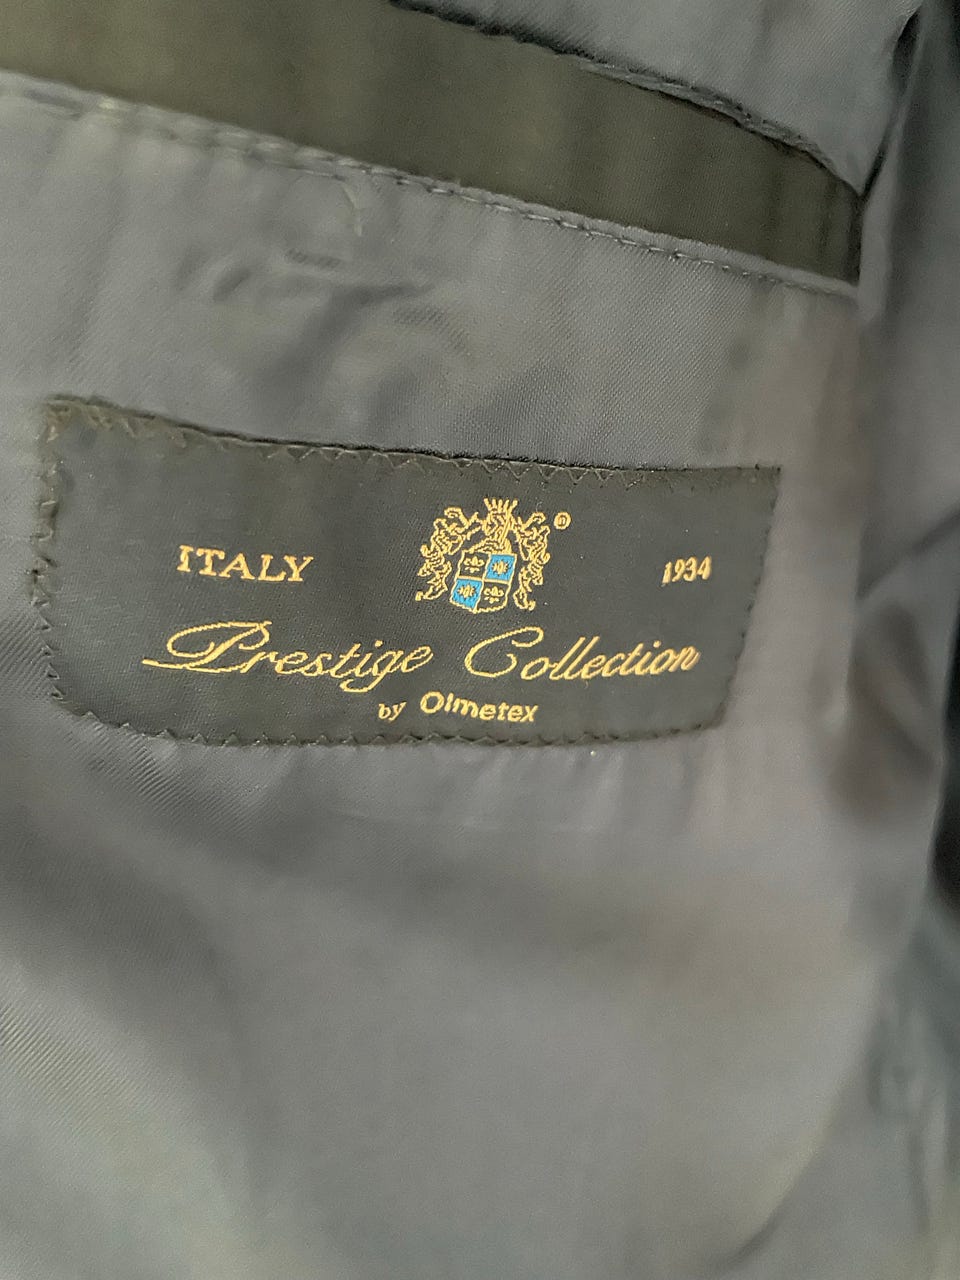 ITALY 1934
Prestige Collection
by Olmetex